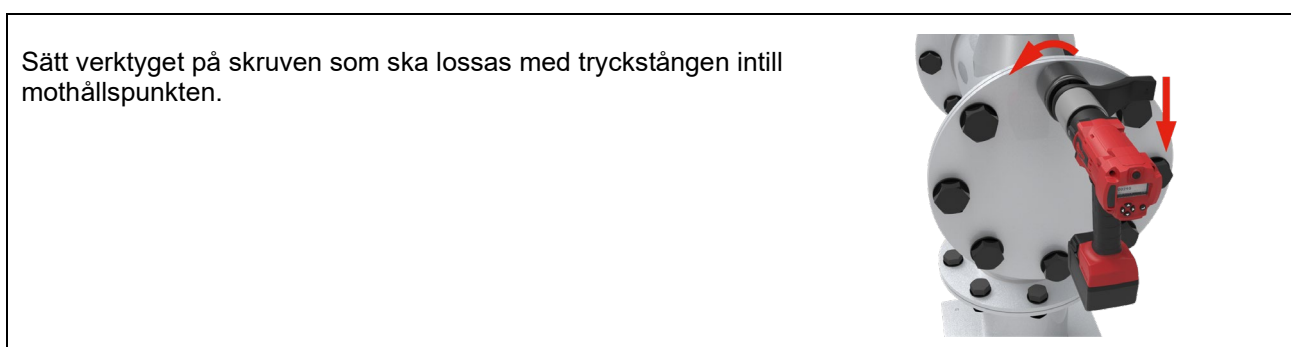 Sätt verktyget på skruven som ska lossas med tryckstången intill
mothållspunkten.